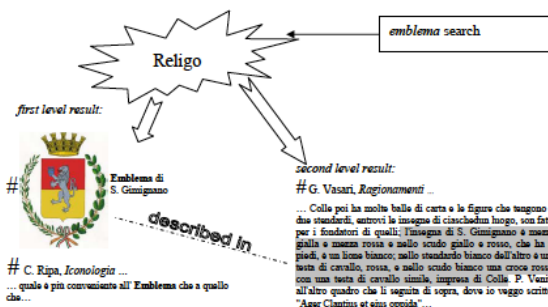 emblema search
Religo
first level result:
#
Emblema di
S. Gimignano
described in
# C. Ripa, Iconologia ...
... quale è più conveniente all' Emblema che a quello
che…
second level result:
# G. Vasari, Ragionamenti ...
… Colle poi ha molte balle di carta e le figure che tengono
due stendardi, entrovi le insegne di ciaschedun luogo, son fat
per i fondatori di quelli; l'insegna di S. Gimignano è mezz
gialla e mezza rossa e nello scudo giallo e rosso, che ha
piedi, è un lione bianco; nello stendardo bianco dell'altro è un
testa di cavallo, rossa, e nello scudo bianco una croce ross
con una testa di cavallo simile, impresa di Colle. P. Veni
all'altro quadro che li seguita di sopra, dove io veggo scritt
"Ager Clantius et eius oppida"…